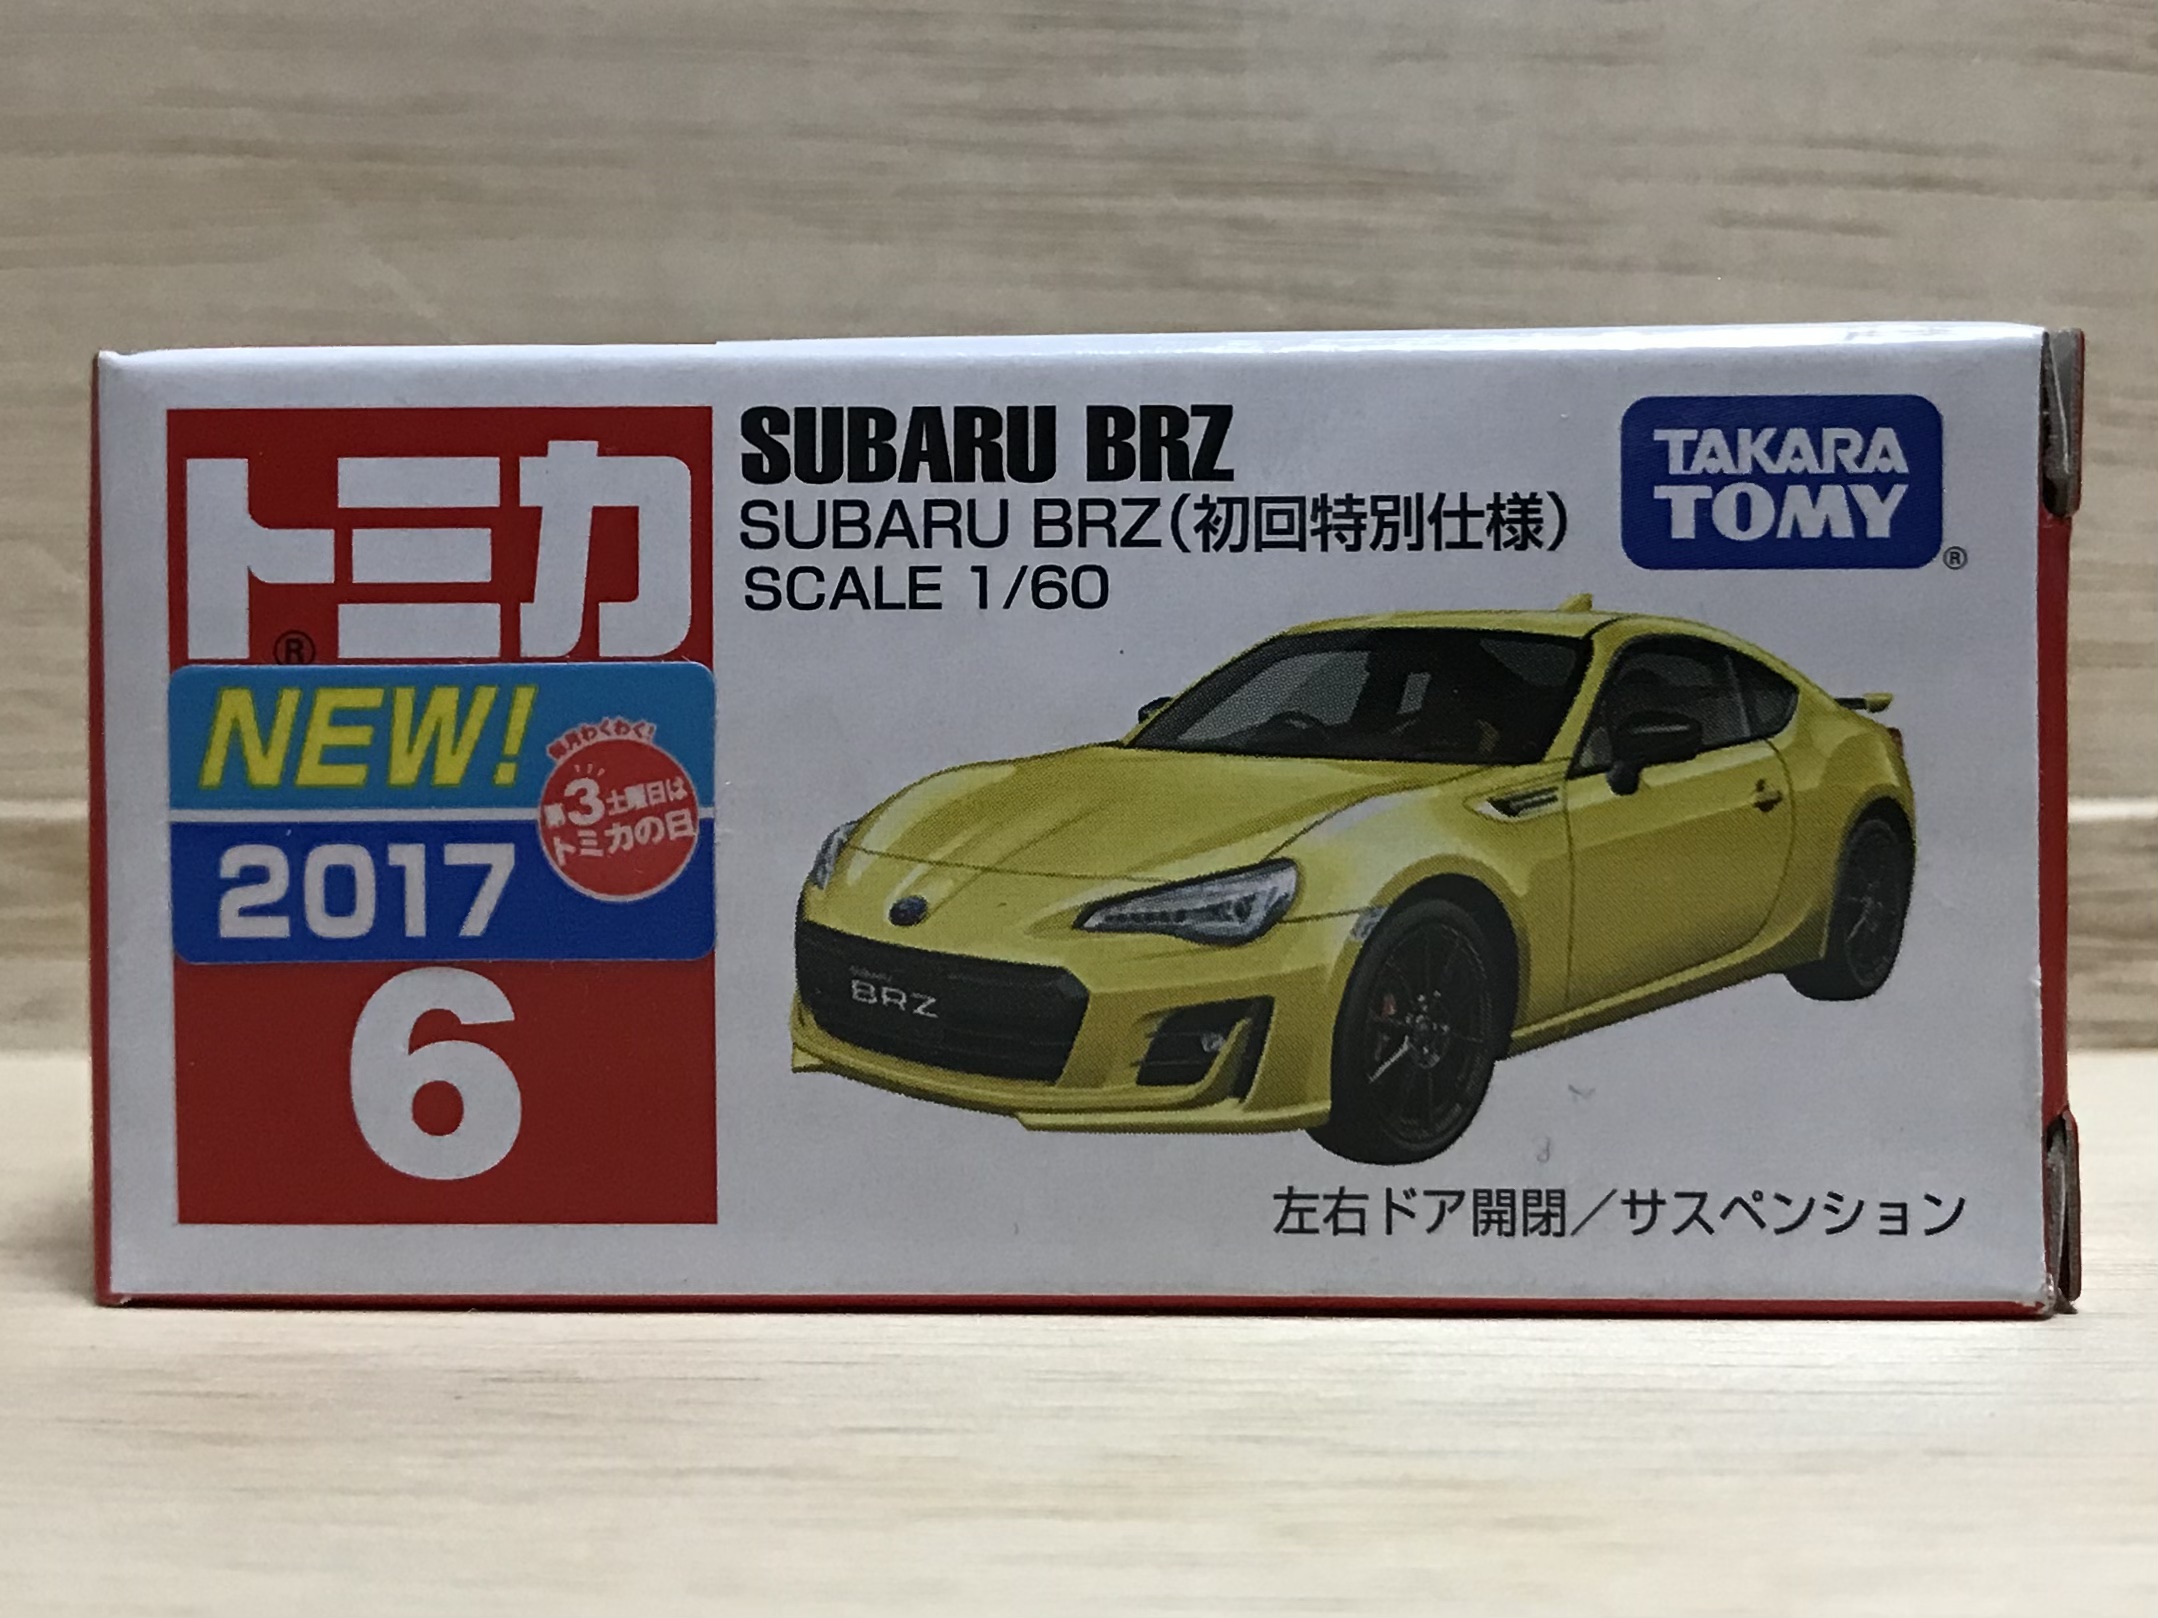 トミカ
®
NEW!
毎月わくわく!
第3土曜日は
トミカの日
2017
6
SUBARU BRZ
SUBARU BRZ(初回特別仕様)
SCALE 1/60
TAKARA
TOMY
®
SUBARU
BRZ
左右ドア開閉／サスペンション